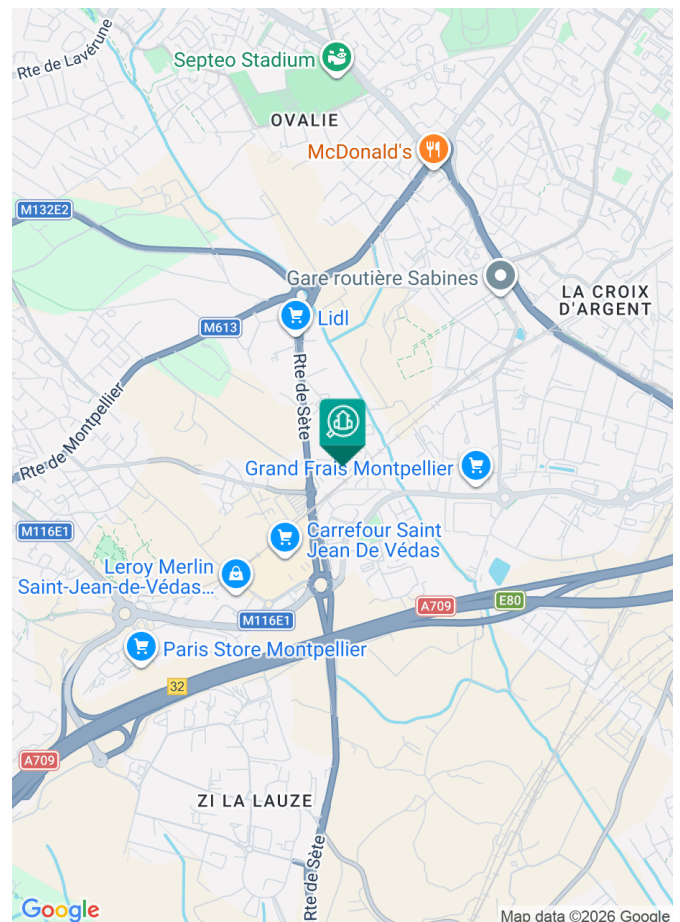 Rte de Lavérune
Septeo Stadium
OVALIE
McDonald's
M132E2
Gare routière Sabines
LA CROIX
D'ARGENT
M613
Lidl
Rte de Sète
Rte de Montpellier
Grand Frais Montpellier
M116E1
Carrefour Saint
Jean De Védas
Leroy Merlin
Saint-Jean-de-Védas...
A709
E80
M116E1
Paris Store Montpellier
32
A709
ZI LA LAUZE
Rte de Sète
Google
Map data ©2026 Google